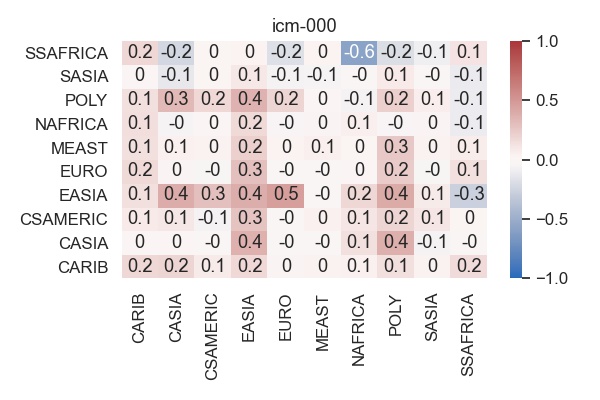 icm-000
SSAFRICA 0.2 -0.2 0 0 -0.2 0 -0.6 -0.2 -0.1 0.1
SASIA 0 -0.1 0 0.1 -0.1 -0.1 -0 0.1 -0 -0.1
POLY 0.1 0.3 0.2 0.4 0.2 0 -0.1 0.2 0.1 -0.1
NAFRICA 0.1 -0 0 0.2 -0 0 0.1 -0 0 -0.1
MEAST 0.1 0.1 0 0.2 0 0.1 0 0.3 0 0.1
EURO 0.2 0 -0 0.3 -0 -0 0 0.2 -0 0.1
EASIA 0.1 0.4 0.3 0.4 0.5 -0 0.2 0.4 0.1 -0.3
CSAMERIC 0.1 0.1 -0.1 0.3 -0 0 0.1 0.2 0.1 0
CASIA 0 0 -0 0.4 -0 -0 0.1 0.4 -0.1 -0
CARIB 0.2 0.2 0.1 0.2 0 0 0.1 0.1 0 0.2
CARIB CASIA CSAMERIC EASIA EURO MEAST NAFRICA POLY SASIA SSAFRICA
1.0
0.5
0.0
−0.5
−1.0